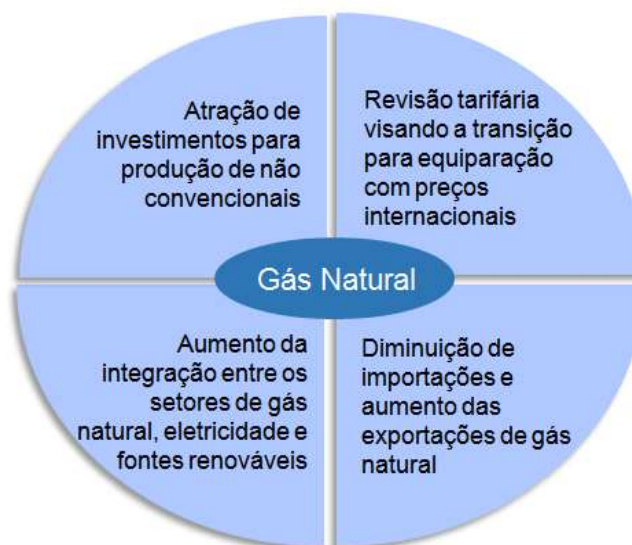 Atração de
investimentos para
produção de não
convencionais
Revisão tarifária
visando a transição
para equiparação
com preços
internacionais
Gás Natural
Aumento da
integração entre os
setores de gás
natural, eletricidade e
fontes renováveis
Diminuição de
importações e
aumento das
exportações de gás
natural